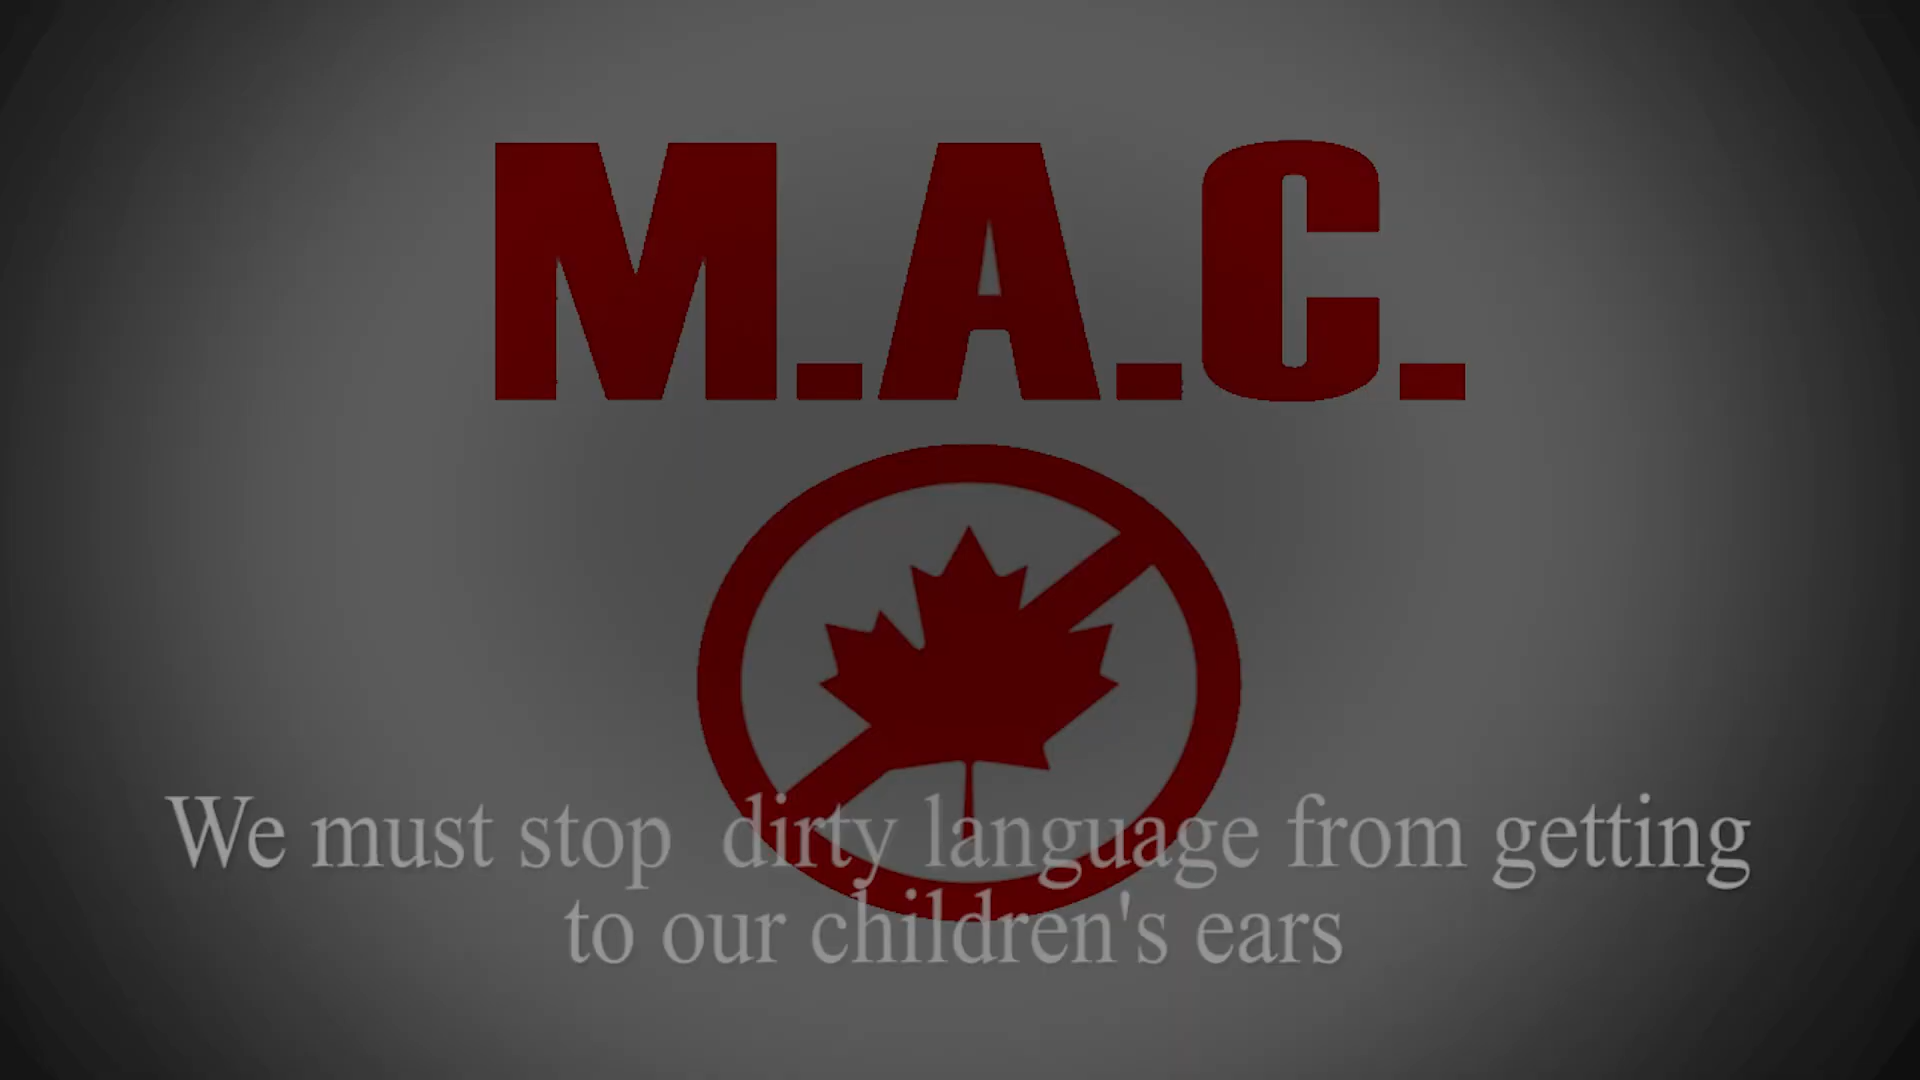 M.A.C.
We must stop  dirty language from getting
to our children's ears